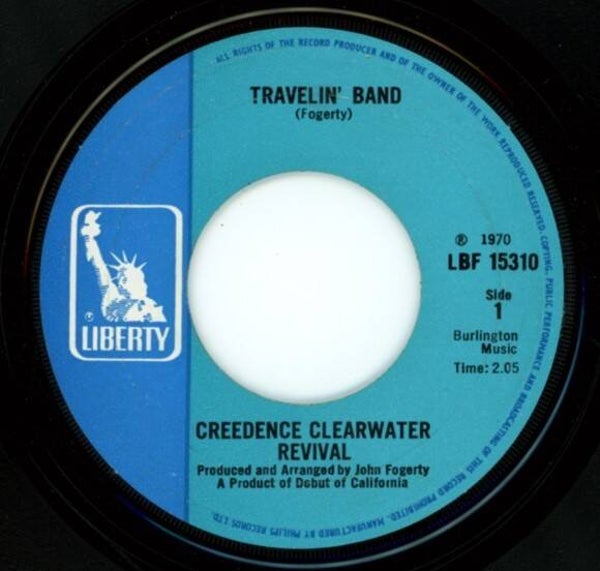 ALL RIGHTS OF THE RECORD PRODUCER AND OF THE OWNER OF THE WORK REPRODUCED RESERVED. COPYING, PUBLIC PERFORMANCE AND BROADCASTING OF THIS RECORD PROHIBITED. MANUFACTURED BY PHILIPS RECORDS LTD.
TRAVELIN' BAND
(Fogerty)
℗ 1970
LBF 15310
Side
1
Burlington
Music
Time: 2.05
® LIBERTY
CREEDENCE CLEARWATER
REVIVAL
Produced and Arranged by John Fogerty
A Product of Debut of California